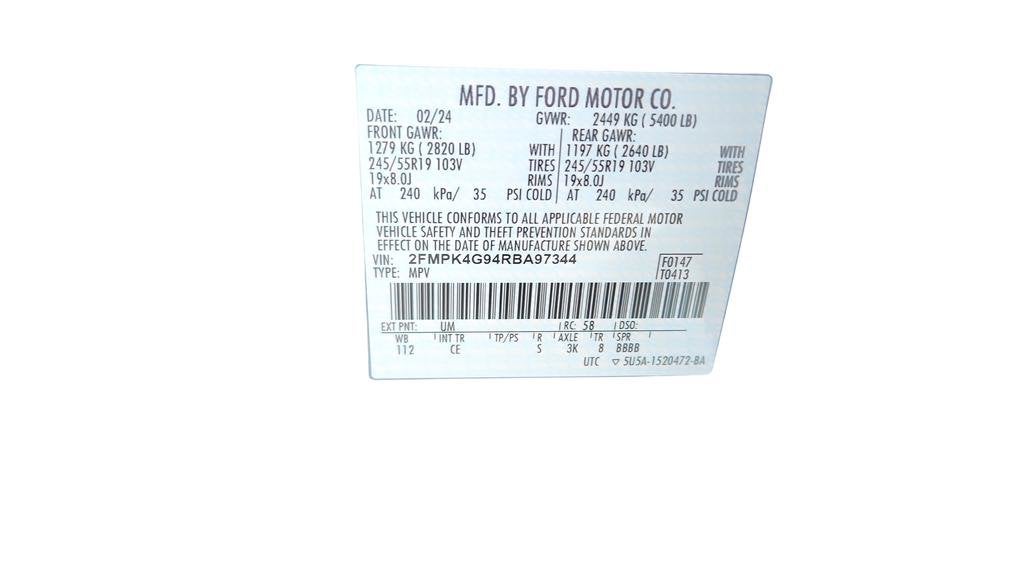 MFD. BY FORD MOTOR CO.
DATE: 02/24 GVWR: 2449 KG ( 5400 LB)
FRONT GAWR: REAR GAWR:
1279 KG ( 2820 LB) WITH 1197 KG ( 2640 LB) WITH
245/55R19 103V TIRES 245/55R19 103V TIRES
19x8.0J RIMS 19x8.0J RIMS
AT 240 kPa/ 35 PSI COLD AT 240 kPa/ 35 PSI COLD
THIS VEHICLE CONFORMS TO ALL APPLICABLE FEDERAL MOTOR
VEHICLE SAFETY AND THEFT PREVENTION STANDARDS IN
EFFECT ON THE DATE OF MANUFACTURE SHOWN ABOVE.
VIN: 2FMPK4G94RBA97344 F0147
TYPE: MPV T0413
EXT PNT: UM RC: 58 DSO:
WB INT TR TP/PS R AXLE TR SPR
112 CE S 3K 8 BBBB
UTC ▽ 5U5A-1520472-BA